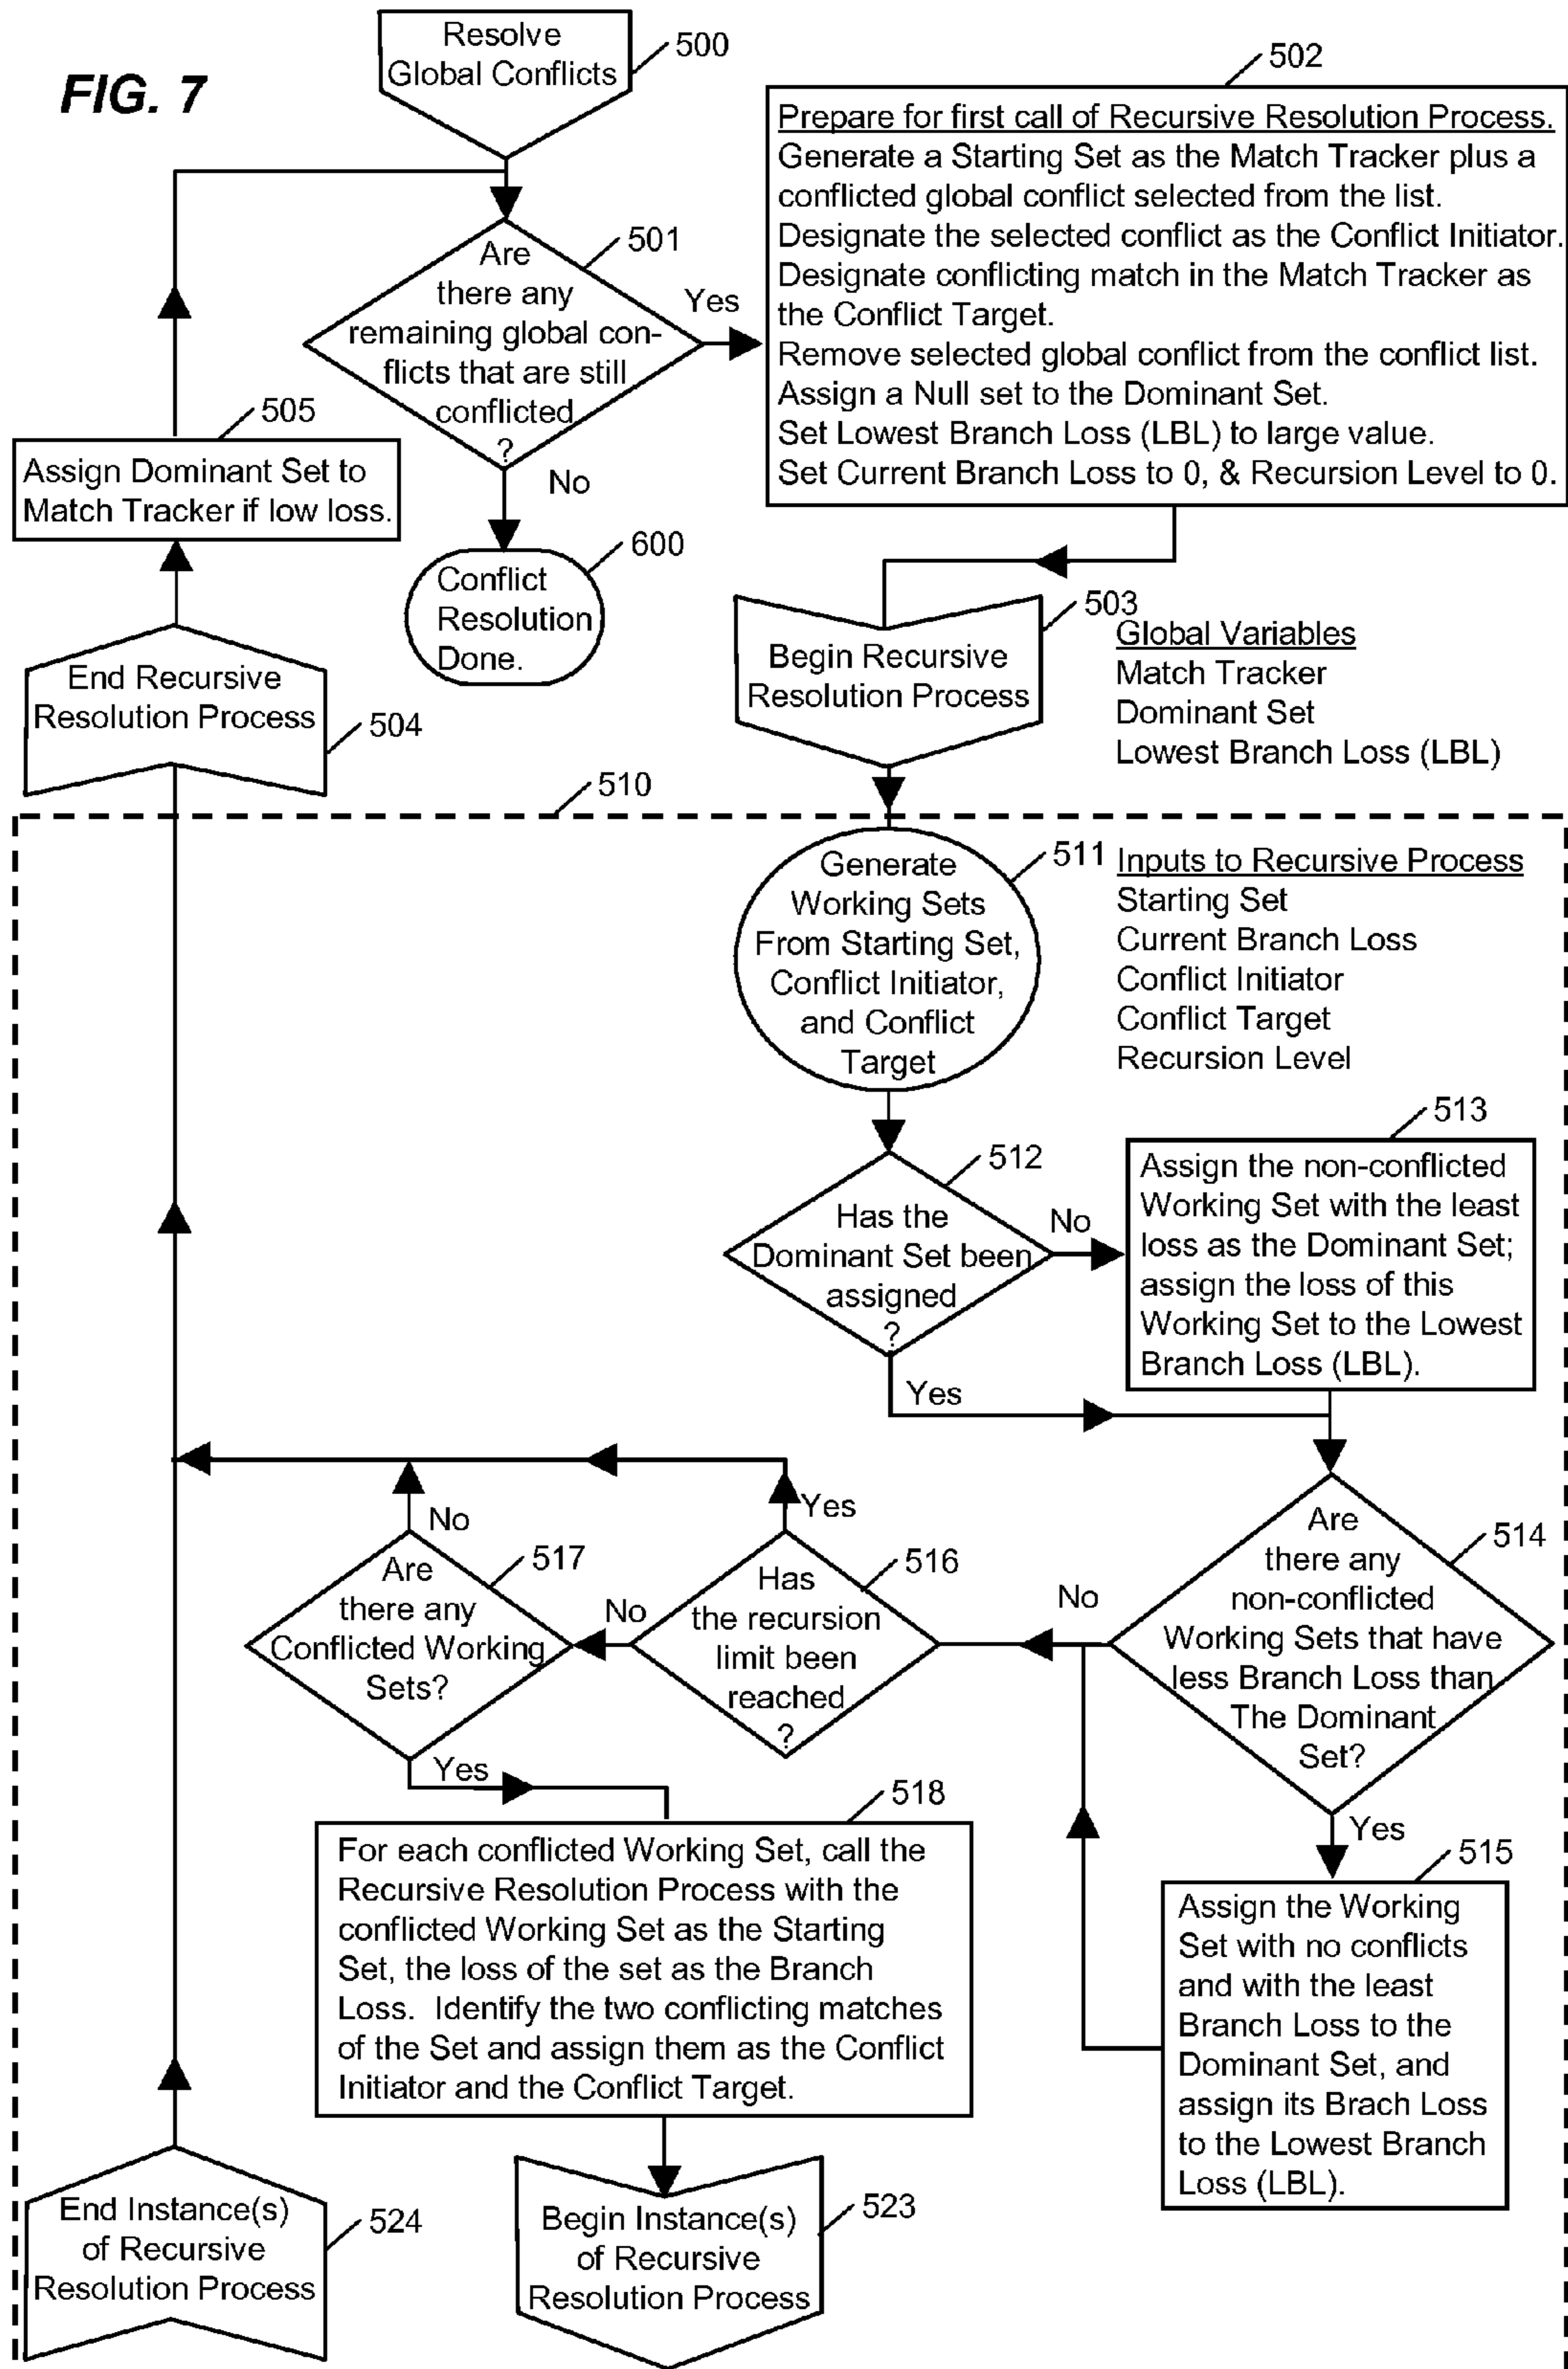 FIG. 7
Resolve
Global Conflicts
500
502
Prepare for first call of Recursive Resolution Process.
Generate a Starting Set as the Match Tracker plus a
conflicted global conflict selected from the list.
Designate the selected conflict as the Conflict Initiator.
Designate conflicting match in the Match Tracker as
the Conflict Target.
Remove selected global conflict from the conflict list.
Assign a Null set to the Dominant Set.
Set Lowest Branch Loss (LBL) to large value.
Set Current Branch Loss to 0, & Recursion Level to 0.
501
Are
there any
remaining global con-
flicts that are still
conflicted
?
Yes
No
505
Assign Dominant Set to
Match Tracker if low loss.
600
Conflict
Resolution
Done.
503
Begin Recursive
Resolution Process
Global Variables
Match Tracker
Dominant Set
Lowest Branch Loss (LBL)
End Recursive
Resolution Process
504
510
Generate
Working Sets
From Starting Set,
Conflict Initiator,
and Conflict
Target
511
Inputs to Recursive Process
Starting Set
Current Branch Loss
Conflict Initiator
Conflict Target
Recursion Level
512
Has the
Dominant Set been
assigned
?
No
Yes
513
Assign the non-conflicted
Working Set with the least
loss as the Dominant Set;
assign the loss of this
Working Set to the Lowest
Branch Loss (LBL).
514
Are
there any
non-conflicted
Working Sets that have
less Branch Loss than
The Dominant
Set?
No
Yes
516
Has
the recursion
limit been
reached
?
Yes
No
517
Are
there any
Conflicted Working
Sets?
No
Yes
518
For each conflicted Working Set, call the
Recursive Resolution Process with the
conflicted Working Set as the Starting
Set, the loss of the set as the Branch
Loss. Identify the two conflicting matches
of the Set and assign them as the Conflict
Initiator and the Conflict Target.
515
Assign the Working
Set with no conflicts
and with the least
Branch Loss to the
Dominant Set, and
assign its Brach Loss
to the Lowest Branch
Loss (LBL).
End Instance(s)
of Recursive
Resolution Process
524
Begin Instance(s)
of Recursive
Resolution Process
523